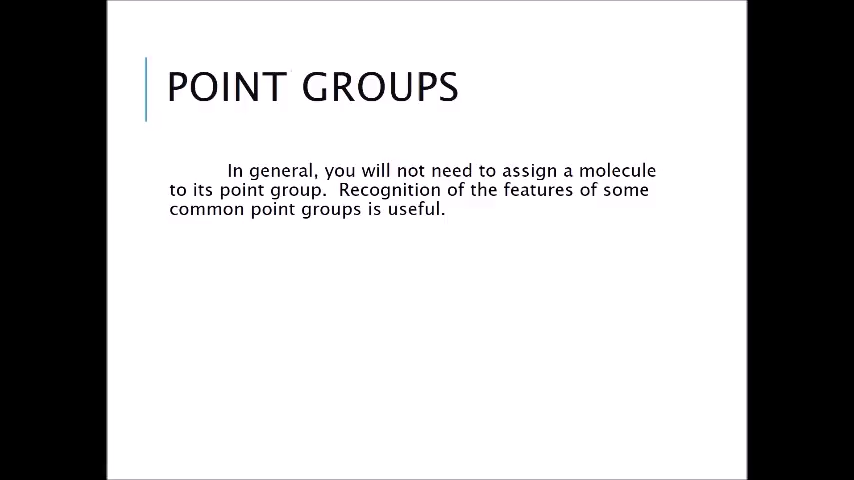 POINT GROUPS
In general, you will not need to assign a molecule
to its point group.  Recognition of the features of some
common point groups is useful.